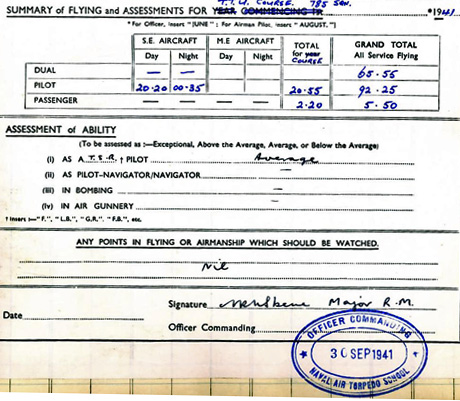 T.T.U. COURSE. 785 SQN.
SUMMARY of FLYING and ASSESSMENTS FOR YEAR COMMENCING *1941
* For Officer, insert "JUNE" : For Airman Pilot, insert "AUGUST."
S.E. AIRCRAFT M.E. AIRCRAFT TOTAL for year COURSE GRAND TOTAL All Service Flying
Day Night Day Night
DUAL — — 65·55
PILOT 20·20 00·35 20·55 92·25
PASSENGER 2·20 5·50
ASSESSMENT of ABILITY
(To be assessed as :—Exceptional, Above the Average, Average, or Below the Average)
(i) AS A T.S.R. † PILOT Average
(ii) AS PILOT-NAVIGATOR/NAVIGATOR —
(iii) IN BOMBING —
(iv) IN AIR GUNNERY —
† Insert :—"F.", "L.B.", "G.R.", "F.B.", etc.
ANY POINTS IN FLYING OR AIRMANSHIP WHICH SHOULD BE WATCHED.
Nil
Signature Major R.M.
Date
Officer Commanding
OFFICER COMMANDING
30 SEP 1941
NAVAL AIR TORPEDO SCHOOL